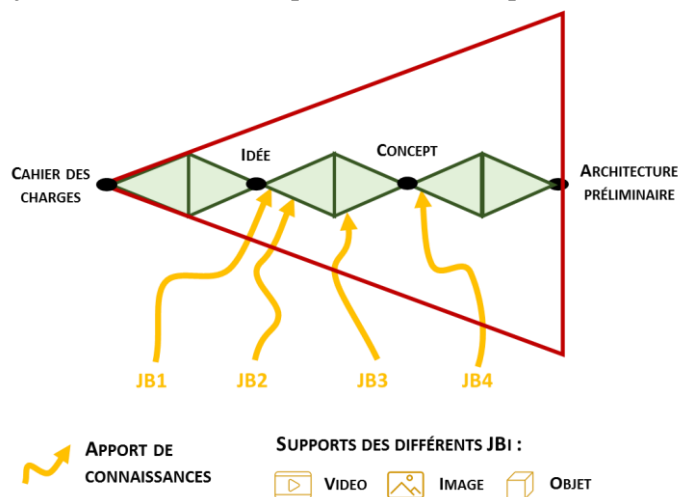 IDÉE
CONCEPT
CAHIER DES
CHARGES
ARCHITECTURE
PRÉLIMINAIRE
JB1 JB2 JB3 JB4
APPORT DE
CONNAISSANCES
SUPPORTS DES DIFFÉRENTS JBI :
VIDEO IMAGE OBJET